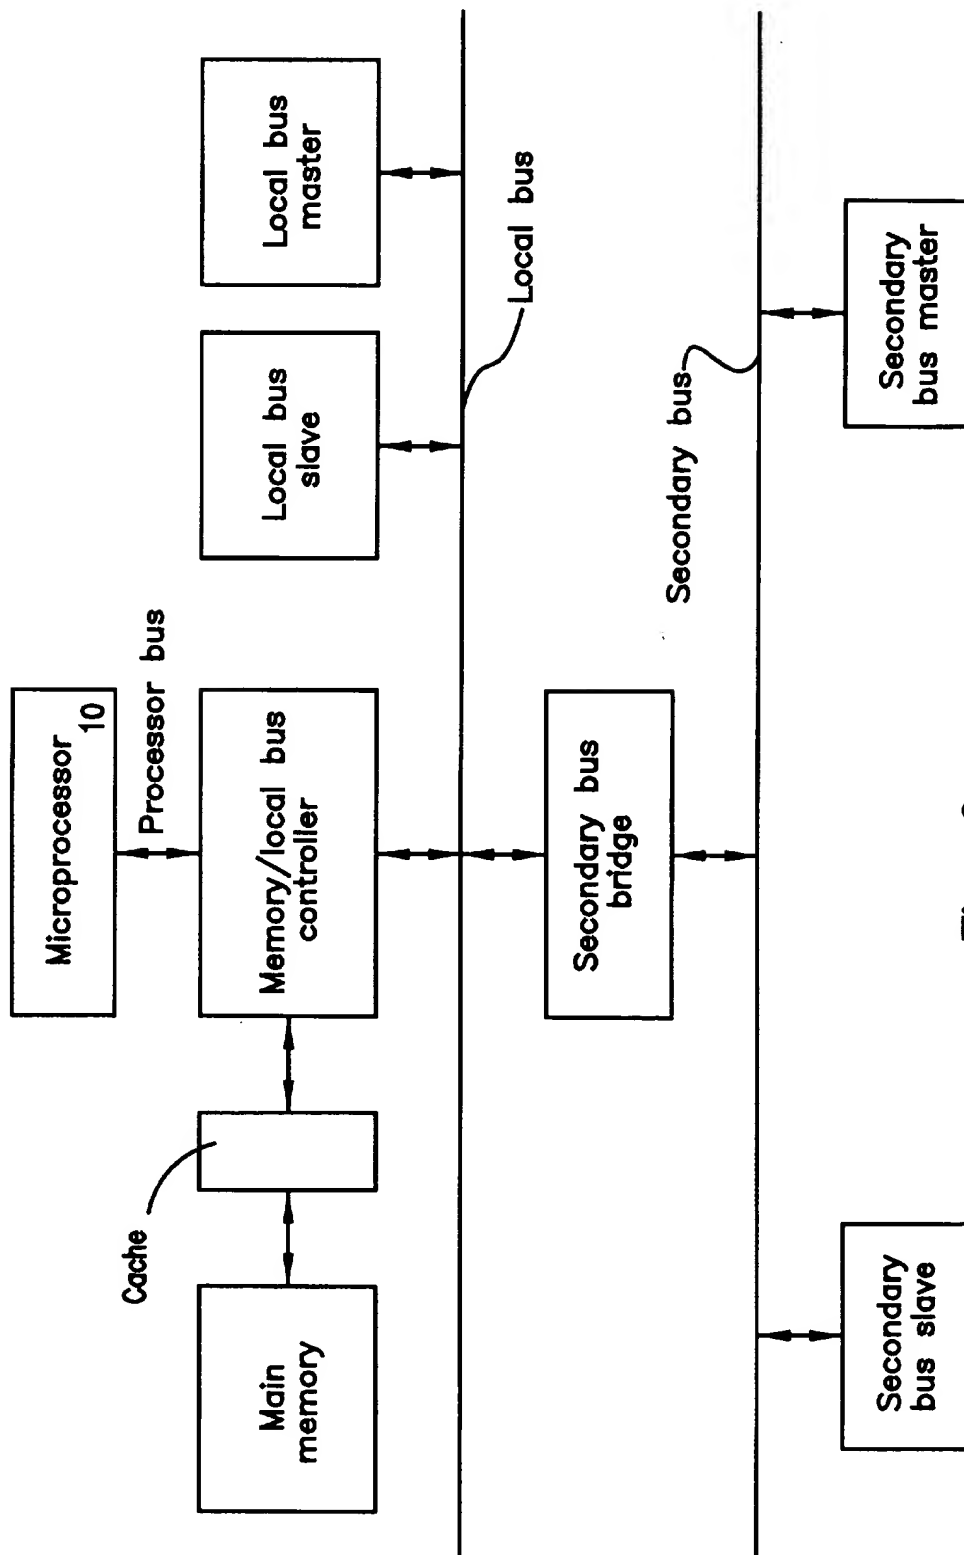 Microprocessor
10
Processor bus
Cache
Main
memory
Memory/local bus
controller
Local bus
slave
Local bus
master
Local bus
Secondary bus
bridge
Secondary bus
Secondary
bus slave
Secondary
bus master